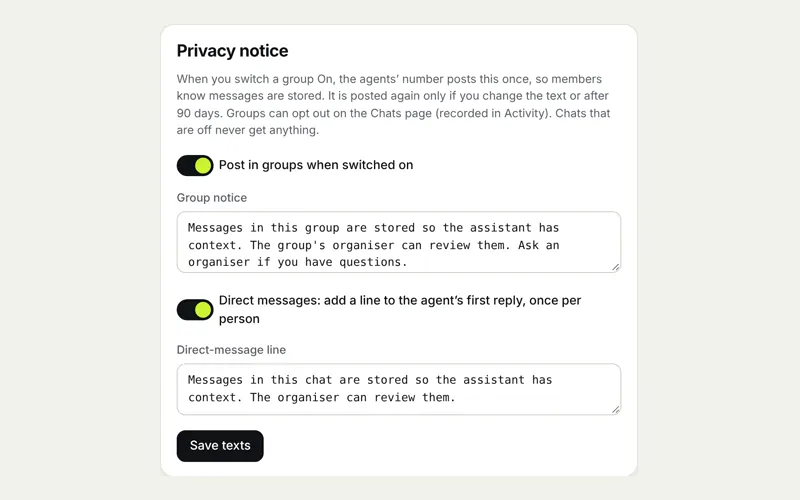 Privacy notice
When you switch a group On, the agents’ number posts this once, so members
know messages are stored. It is posted again only if you change the text or after
90 days. Groups can opt out on the Chats page (recorded in Activity). Chats that
are off never get anything.
Post in groups when switched on
Group notice
Messages in this group are stored so the assistant has
context. The group's organiser can review them. Ask an
organiser if you have questions.
Direct messages: add a line to the agent’s first reply, once per
person
Direct-message line
Messages in this chat are stored so the assistant has
context. The organiser can review them.
Save texts